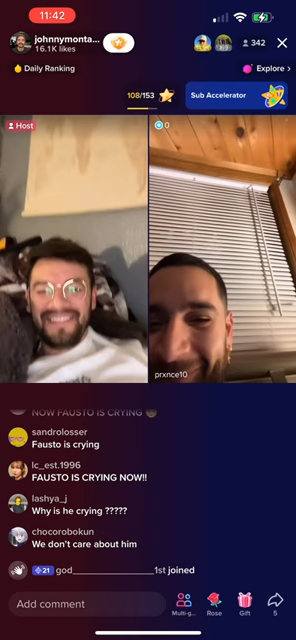 11:42
johnnymonta...
16.1K likes
342
Daily Ranking
Explore >
108/153
Sub Accelerator
Host
0
prxnce10
NOW FAUSTO IS CRYING
sandrolosser
Fausto is crying
lc_est.1996
FAUSTO IS CRYING NOW!!
lashya_j
Why is he crying ?????
chocorobokun
We don't care about him
21 god____________________1st joined
Add comment
Multi-g...
Rose
Gift
5